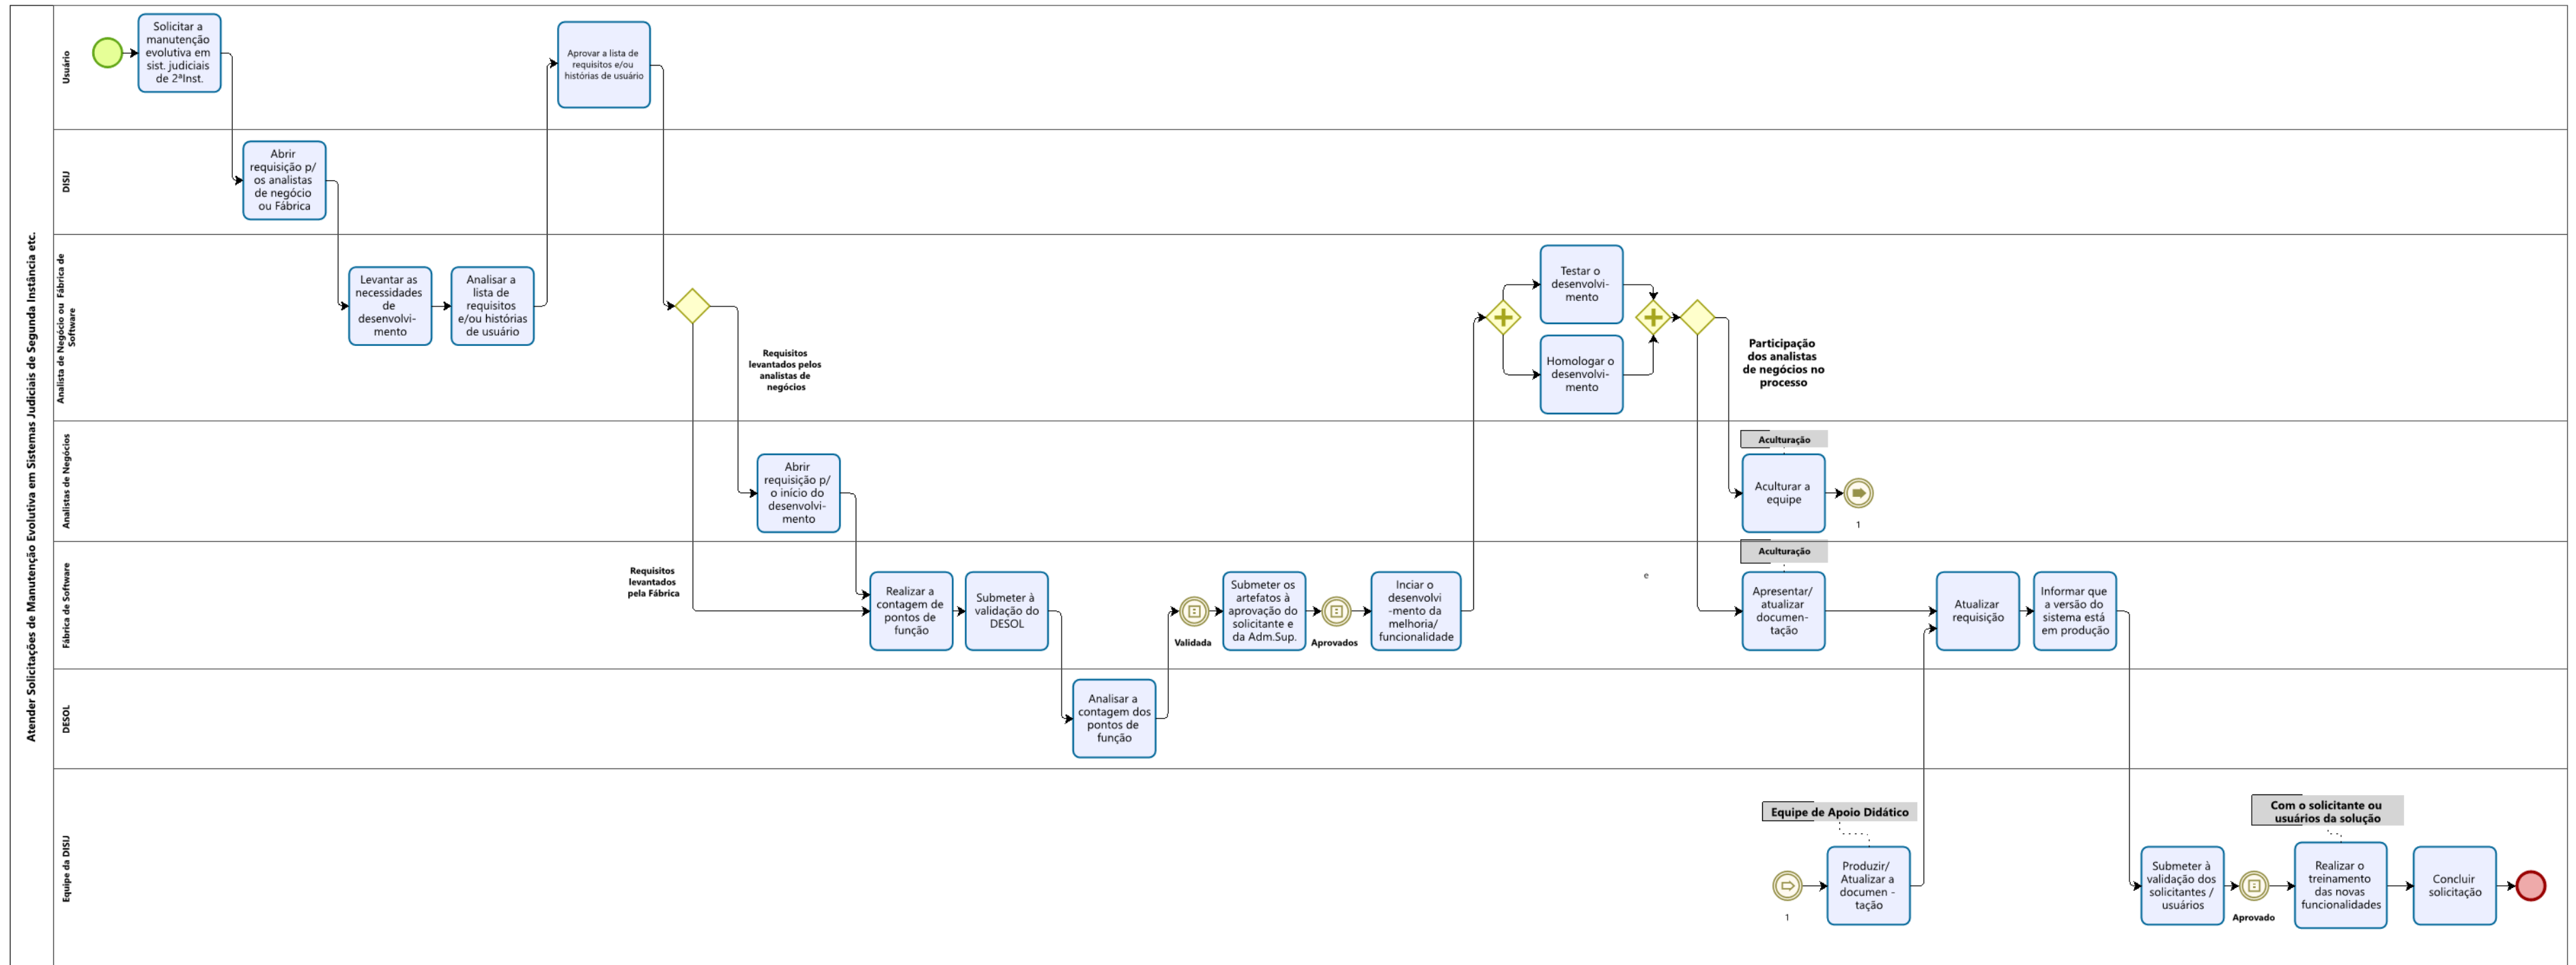 Atender Solicitações de Manutenção Evolutiva em Sistemas Judiciais de Segunda Instância etc.
Usuário
Solicitar a
manutenção
evolutiva em
sist. judiciais
de 2ªInst.
Aprovar a lista de
requisitos e/ou
histórias de usuário
DISIJ
Abrir
requisição p/
os analistas
de negócio
ou Fábrica
Analista de Negócio ou Fábrica de
Software
Levantar as
necessidades
de
desenvolvi-
mento
Analisar a
lista de
requisitos
e/ou histórias
de usuário
Requisitos
levantados pelos
analistas de
negócios
Testar o
desenvolvi-
mento
Homologar o
desenvolvi-
mento
Participação
dos analistas
de negócios no
processo
Analistas de Negócios
Abrir
requisição p/
o início do
desenvolvi-
mento
Aculturação
Aculturar a
equipe
1
Fábrica de Software
Requisitos
levantados
pela Fábrica
Realizar a
contagem de
pontos de
função
Submeter à
validação do
DESOL
Validada
Submeter os
artefatos à
aprovação do
solicitante e
da Adm.Sup.
Aprovados
Inciar o
desenvolvi
-mento da
melhoria/
funcionalidade
e
Aculturação
Apresentar/
atualizar
documen-
tação
Atualizar
requisição
Informar que
a versão do
sistema está
em produção
DESOL
Analisar a
contagem dos
pontos de
função
Equipe da DISIJ
Equipe de Apoio Didático
1
Produzir/
Atualizar a
documen -
tação
Submeter à
validação dos
solicitantes /
usuários
Aprovado
Com o solicitante ou
usuários da solução
Realizar o
treinamento
das novas
funcionalidades
Concluir
solicitação